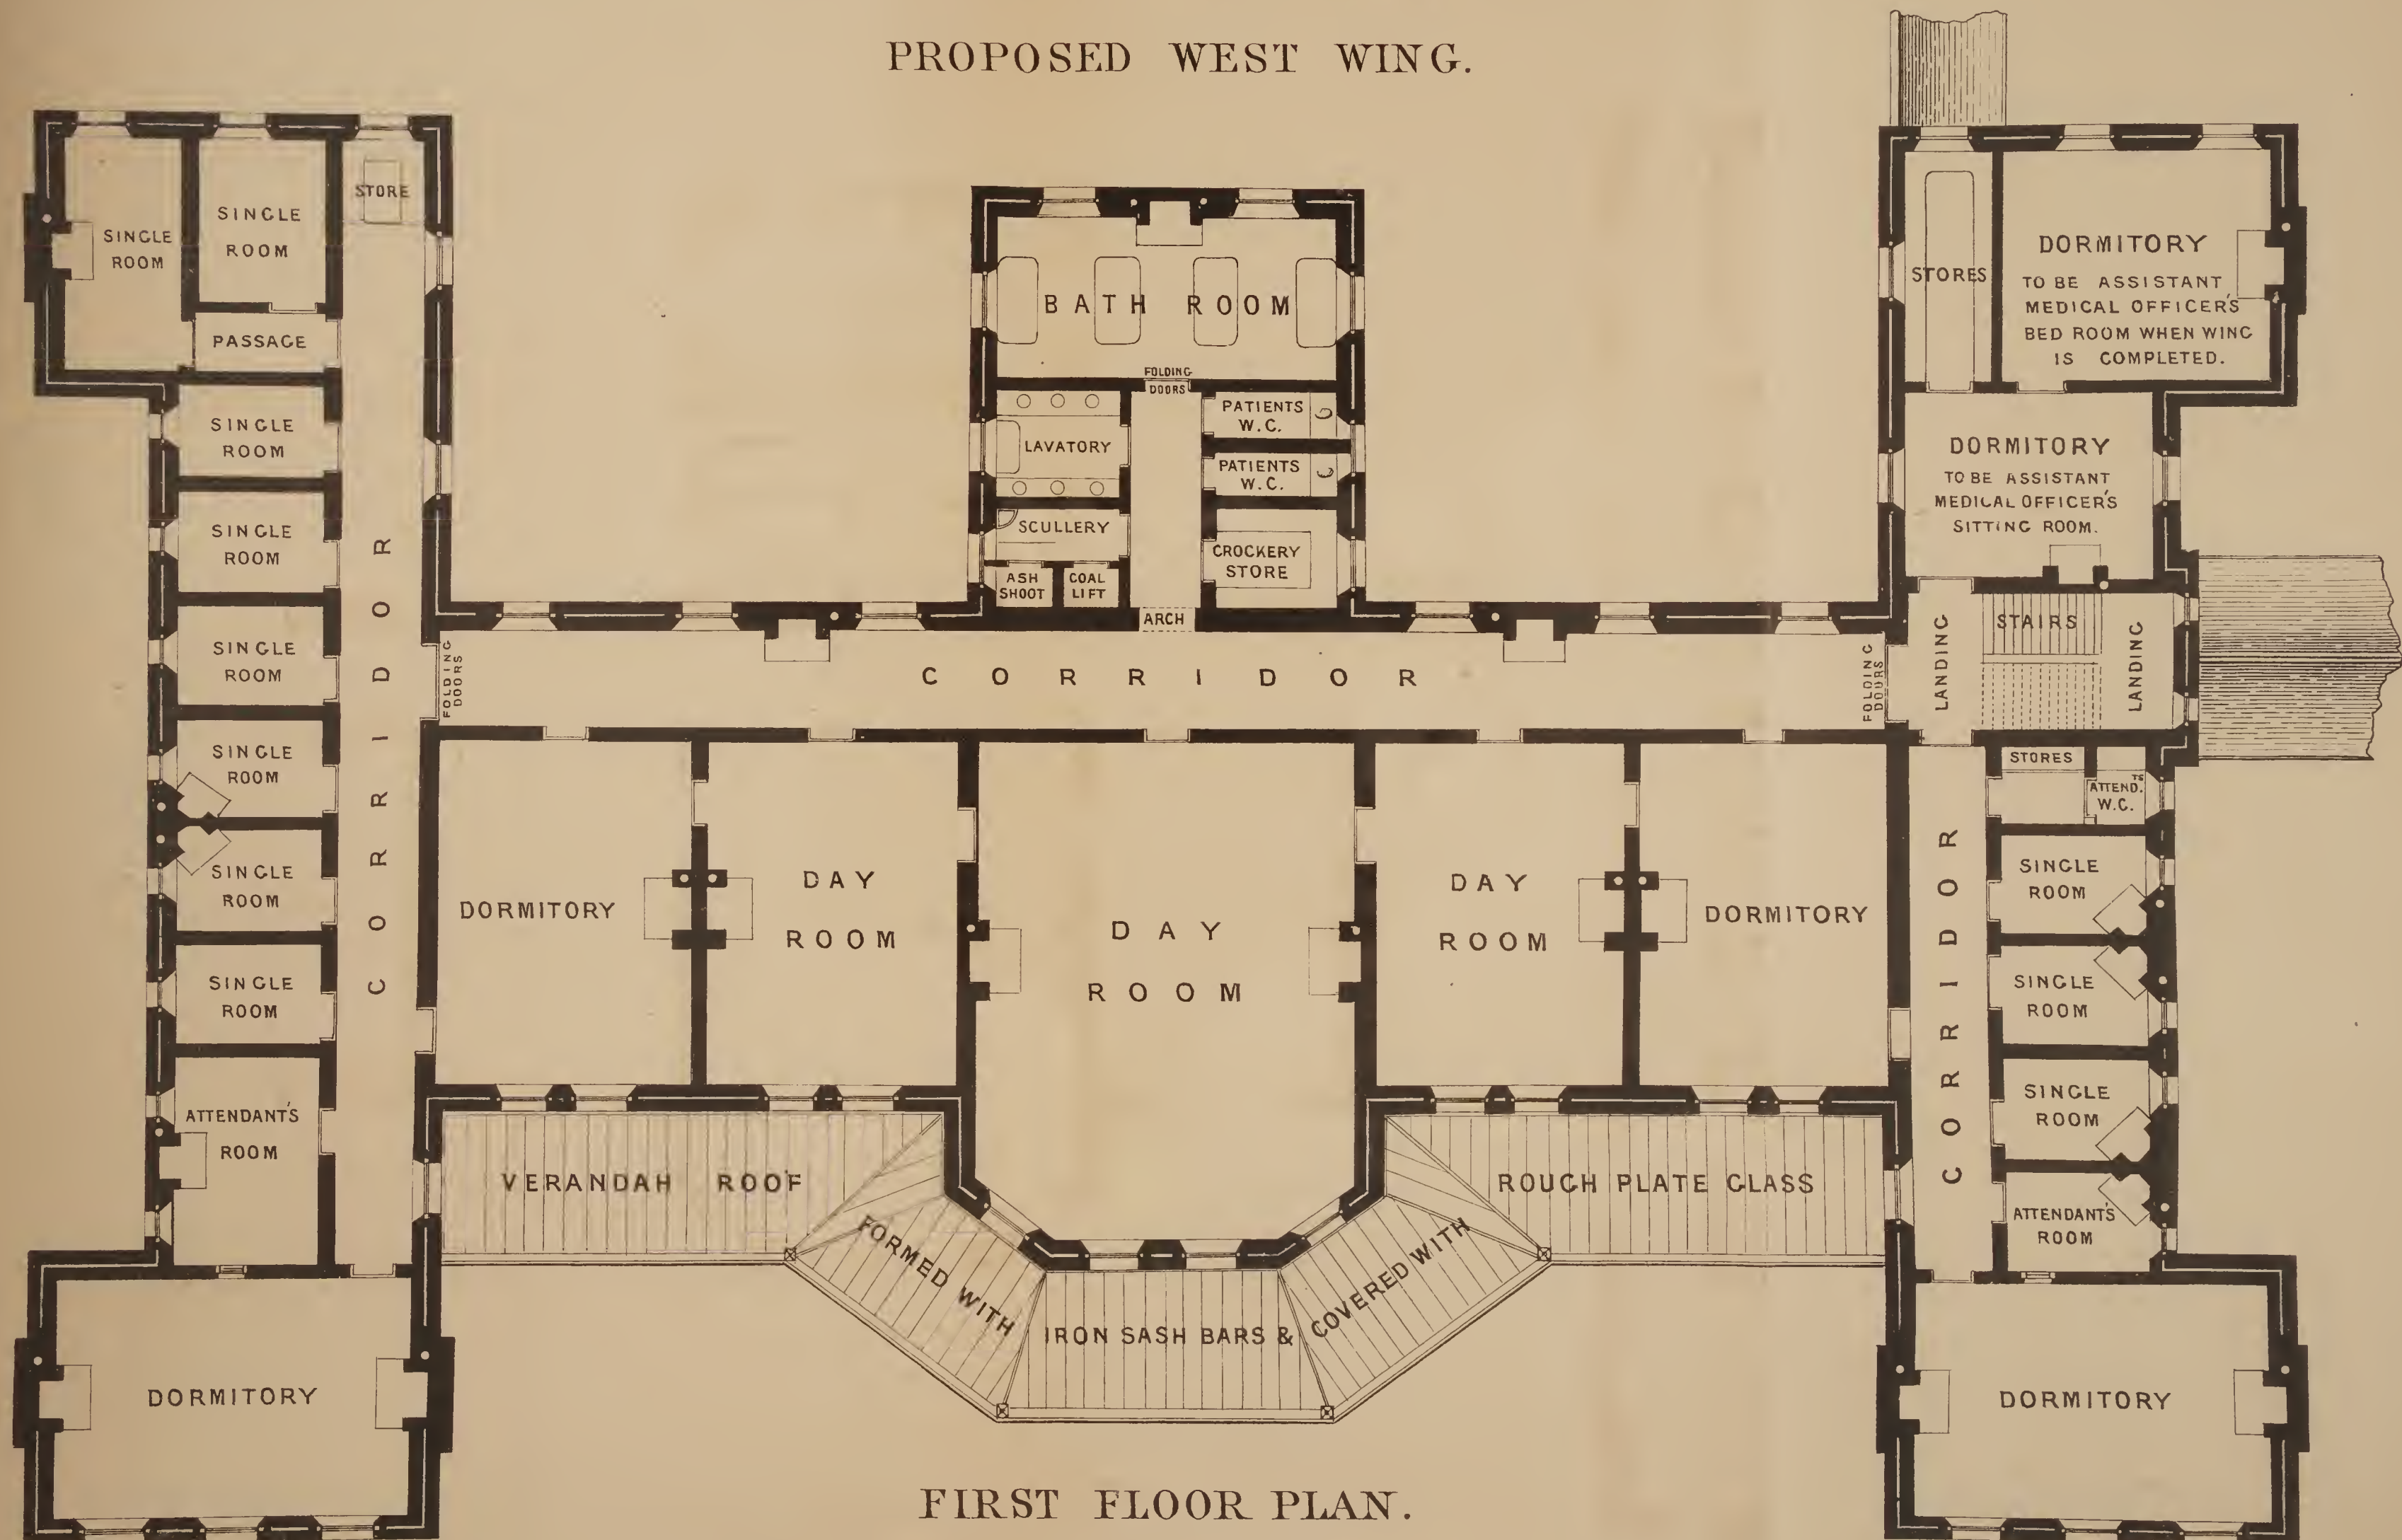 PROPOSED WEST WING.
SINGLE
ROOM
SINGLE
ROOM
STORE
PASSAGE
SINGLE
ROOM
SINGLE
ROOM
SINGLE
ROOM
SINGLE
ROOM
SINGLE
ROOM
SINGLE
ROOM
ATTENDANT'S
ROOM
CORRIDOR
FOLDING
DOORS
DORMITORY
BATH ROOM
FOLDING
DOORS
LAVATORY
PATIENTS
W.C.
PATIENTS
W.C.
SCULLERY
ASH
SHOOT
COAL
LIFT
CROCKERY
STORE
ARCH
CORRIDOR
DORMITORY
DAY
ROOM
DAY
ROOM
DAY
ROOM
DORMITORY
VERANDAH ROOF
FORMED WITH
IRON SASH BARS &
COVERED WITH
ROUGH PLATE GLASS
STORES
DORMITORY
TO BE ASSISTANT
MEDICAL OFFICER'S
BED ROOM WHEN WING
IS COMPLETED.
DORMITORY
TO BE ASSISTANT
MEDICAL OFFICER'S
SITTING ROOM.
FOLDING
DOORS
LANDING
STAIRS
LANDING
STORES
ATTEND.TS
W.C.
CORRIDOR
SINGLE
ROOM
SINGLE
ROOM
SINGLE
ROOM
ATTENDANT'S
ROOM
DORMITORY
FIRST FLOOR PLAN.